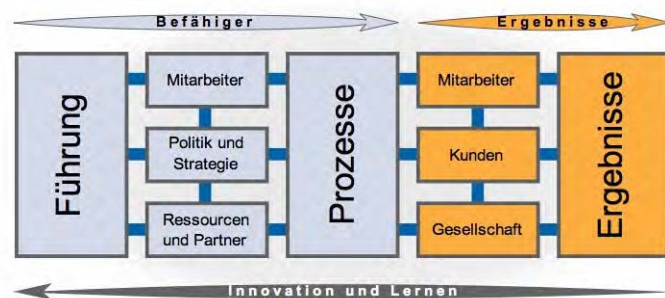 Befähiger
Ergebnisse
Führung
Mitarbeiter
Politik und
Strategie
Ressourcen
und Partner
Prozesse
Mitarbeiter
Kunden
Gesellschaft
Ergebnisse
Innovation und Lernen